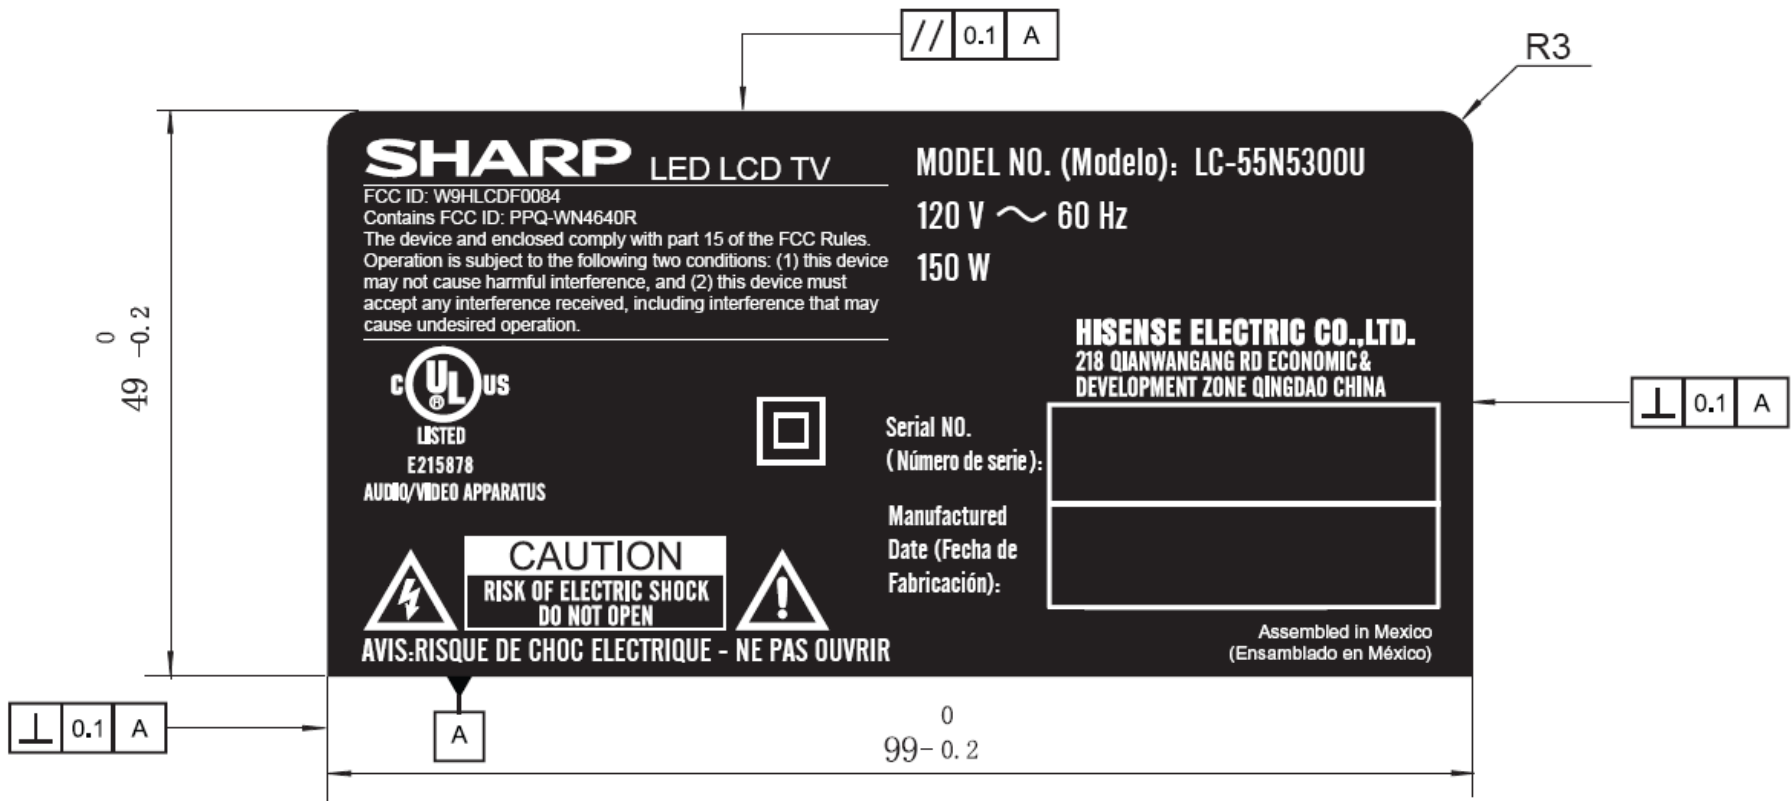 // 0.1 A
R3
SHARP LED LCD TV
FCC ID: W9HLCDF0084
Contains FCC ID: PPQ-WN4640R
The device and enclosed comply with part 15 of the FCC Rules.
Operation is subject to the following two conditions: (1) this device
may not cause harmful interference, and (2) this device must
accept any interference received, including interference that may
cause undesired operation.
MODEL NO. (Modelo): LC-55N5300U
120 V ~ 60 Hz
150 W
HISENSE ELECTRIC CO.,LTD.
218 QIANWANGANG RD ECONOMIC&
DEVELOPMENT ZONE QINGDAO CHINA
49 0 -0.2
C UL ® US
LISTED
E215878
AUDIO/VIDEO APPARATUS
Serial NO.
(Número de serie):
Manufactured
Date (Fecha de
Fabricación):
⊥ 0.1 A
CAUTION
RISK OF ELECTRIC SHOCK
DO NOT OPEN
AVIS:RISQUE DE CHOC ELECTRIQUE - NE PAS OUVRIR
Assembled in Mexico
(Ensamblado en México)
⊥ 0.1 A
A
0
99-0.2